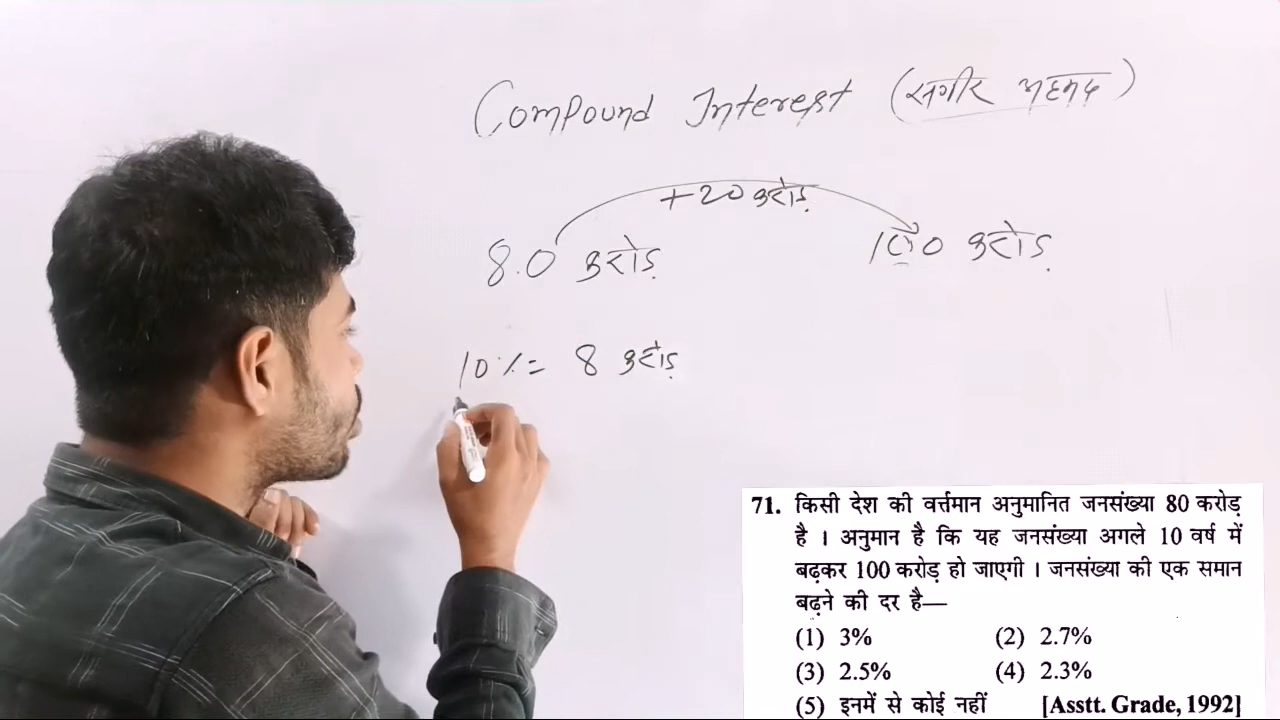 Compound Interest (सगीर अहमद)
+20 करोड़
80 करोड़ 100 करोड़
10% = 8 करोड़
71. किसी देश की वर्त्तमान अनुमानित जनसंख्या 80 करोड़
है । अनुमान है कि यह जनसंख्या अगले 10 वर्ष में
बढ़कर 100 करोड़ हो जाएगी । जनसंख्या की एक समान
बढ़ने की दर है—
(1) 3% (2) 2.7%
(3) 2.5% (4) 2.3%
(5) इनमें से कोई नहीं [Asstt. Grade, 1992]